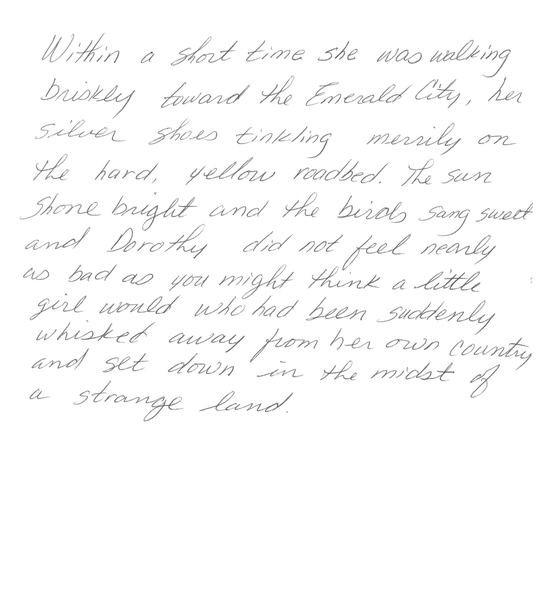 Within a short time she was walking
briskly toward the Emerald City, her
silver shoes tinkling merrily on
the hard, yellow roadbed. The sun
shone bright and the birds sang sweet
and Dorothy did not feel nearly
as bad as you might think a little
girl would who had been suddenly
whisked away from her own country
and set down in the midst of
a strange land.